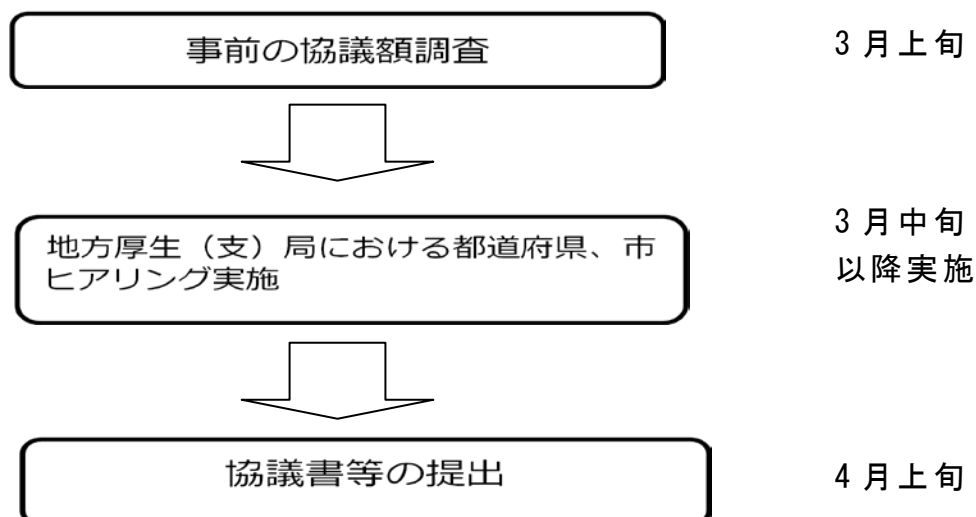 事前の協議額調査
3月上旬
地方厚生（支）局における都道府県、市
ヒアリング実施
3月中旬
以降実施
協議書等の提出
4月上旬